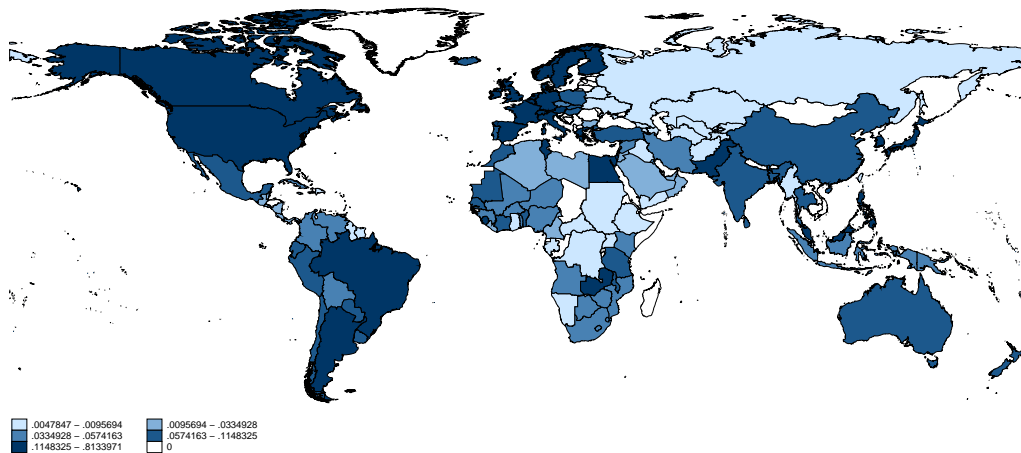 .0047847 – .0095694 .0095694 – .0334928
.0334928 – .0574163 .0574163 – .1148325
.1148325 – .8133971 0